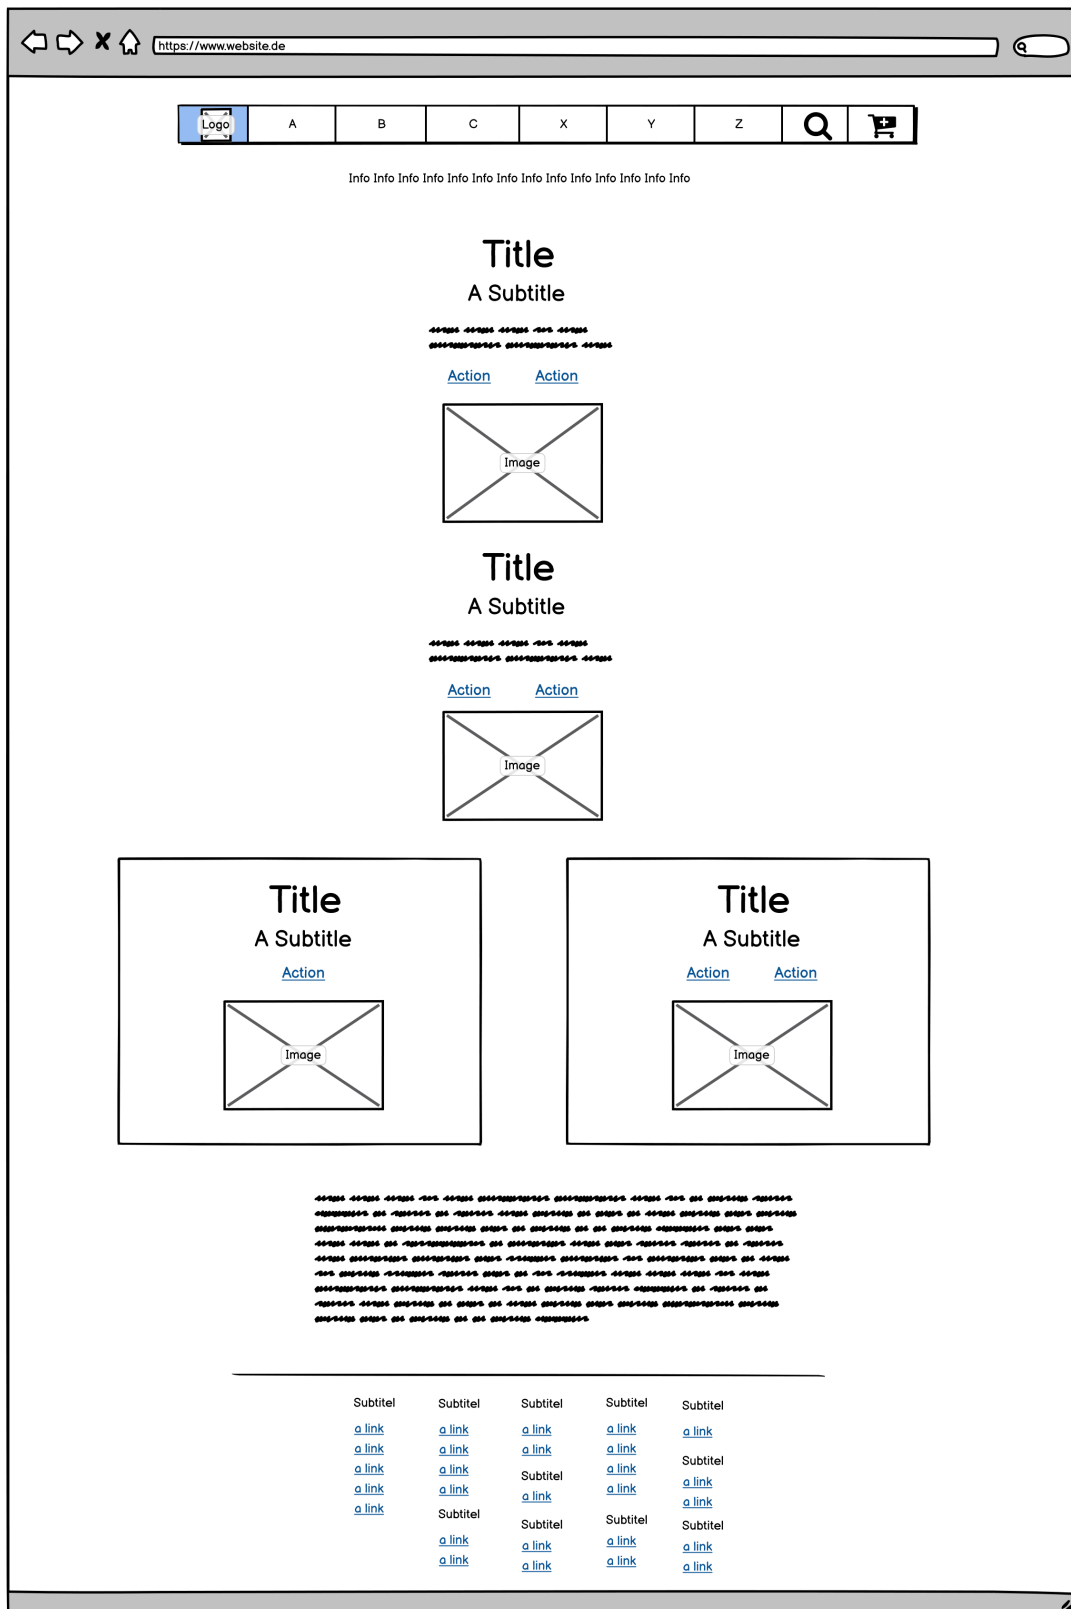 https://www.website.de
Logo A B C X Y Z
Info Info Info Info Info Info Info Info Info Info Info Info Info Info
Title
A Subtitle
Action Action
Image
Title
A Subtitle
Action Action
Image
Title
A Subtitle
Action
Image
Title
A Subtitle
Action Action
Image
Subtitel
a link
a link
a link
a link
a link
Subtitel
a link
a link
a link
a link
Subtitel
a link
a link
Subtitel
a link
a link
Subtitel
a link
Subtitel
a link
a link
Subtitel
a link
a link
a link
a link
Subtitel
a link
a link
Subtitel
a link
Subtitel
a link
a link
Subtitel
a link
a link